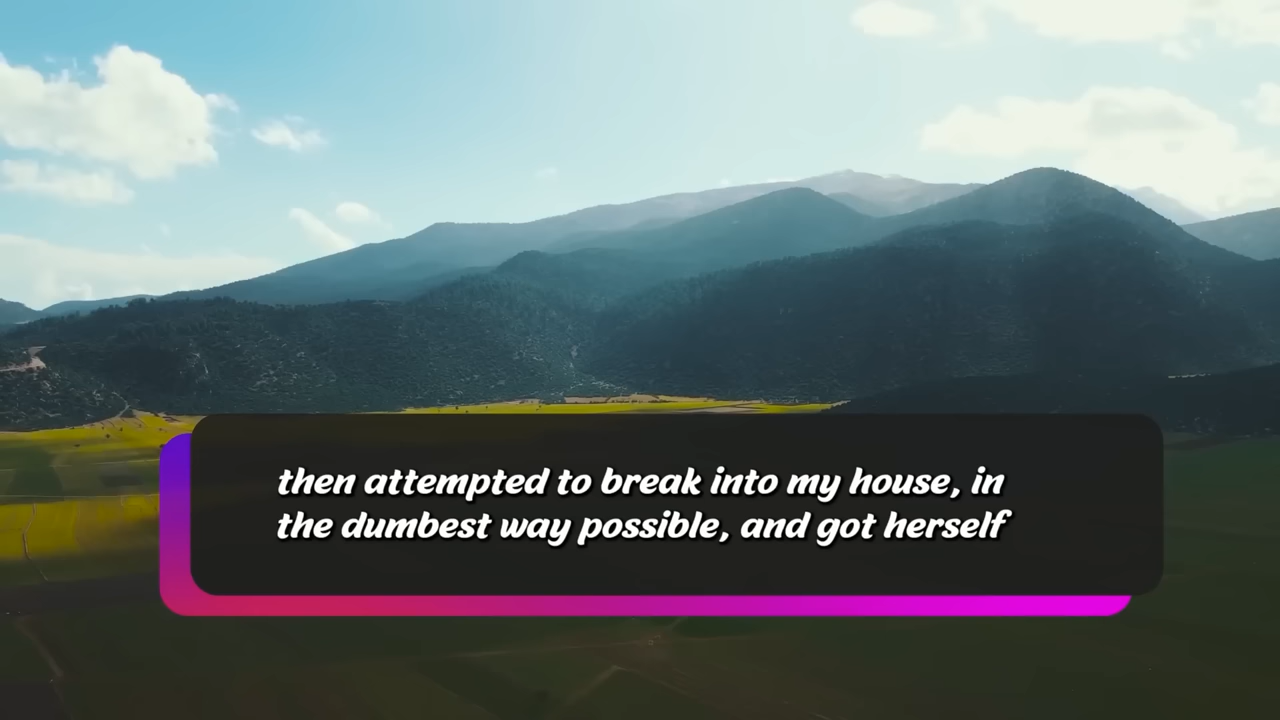 then attempted to break into my house, in
the dumbest way possible, and got herself